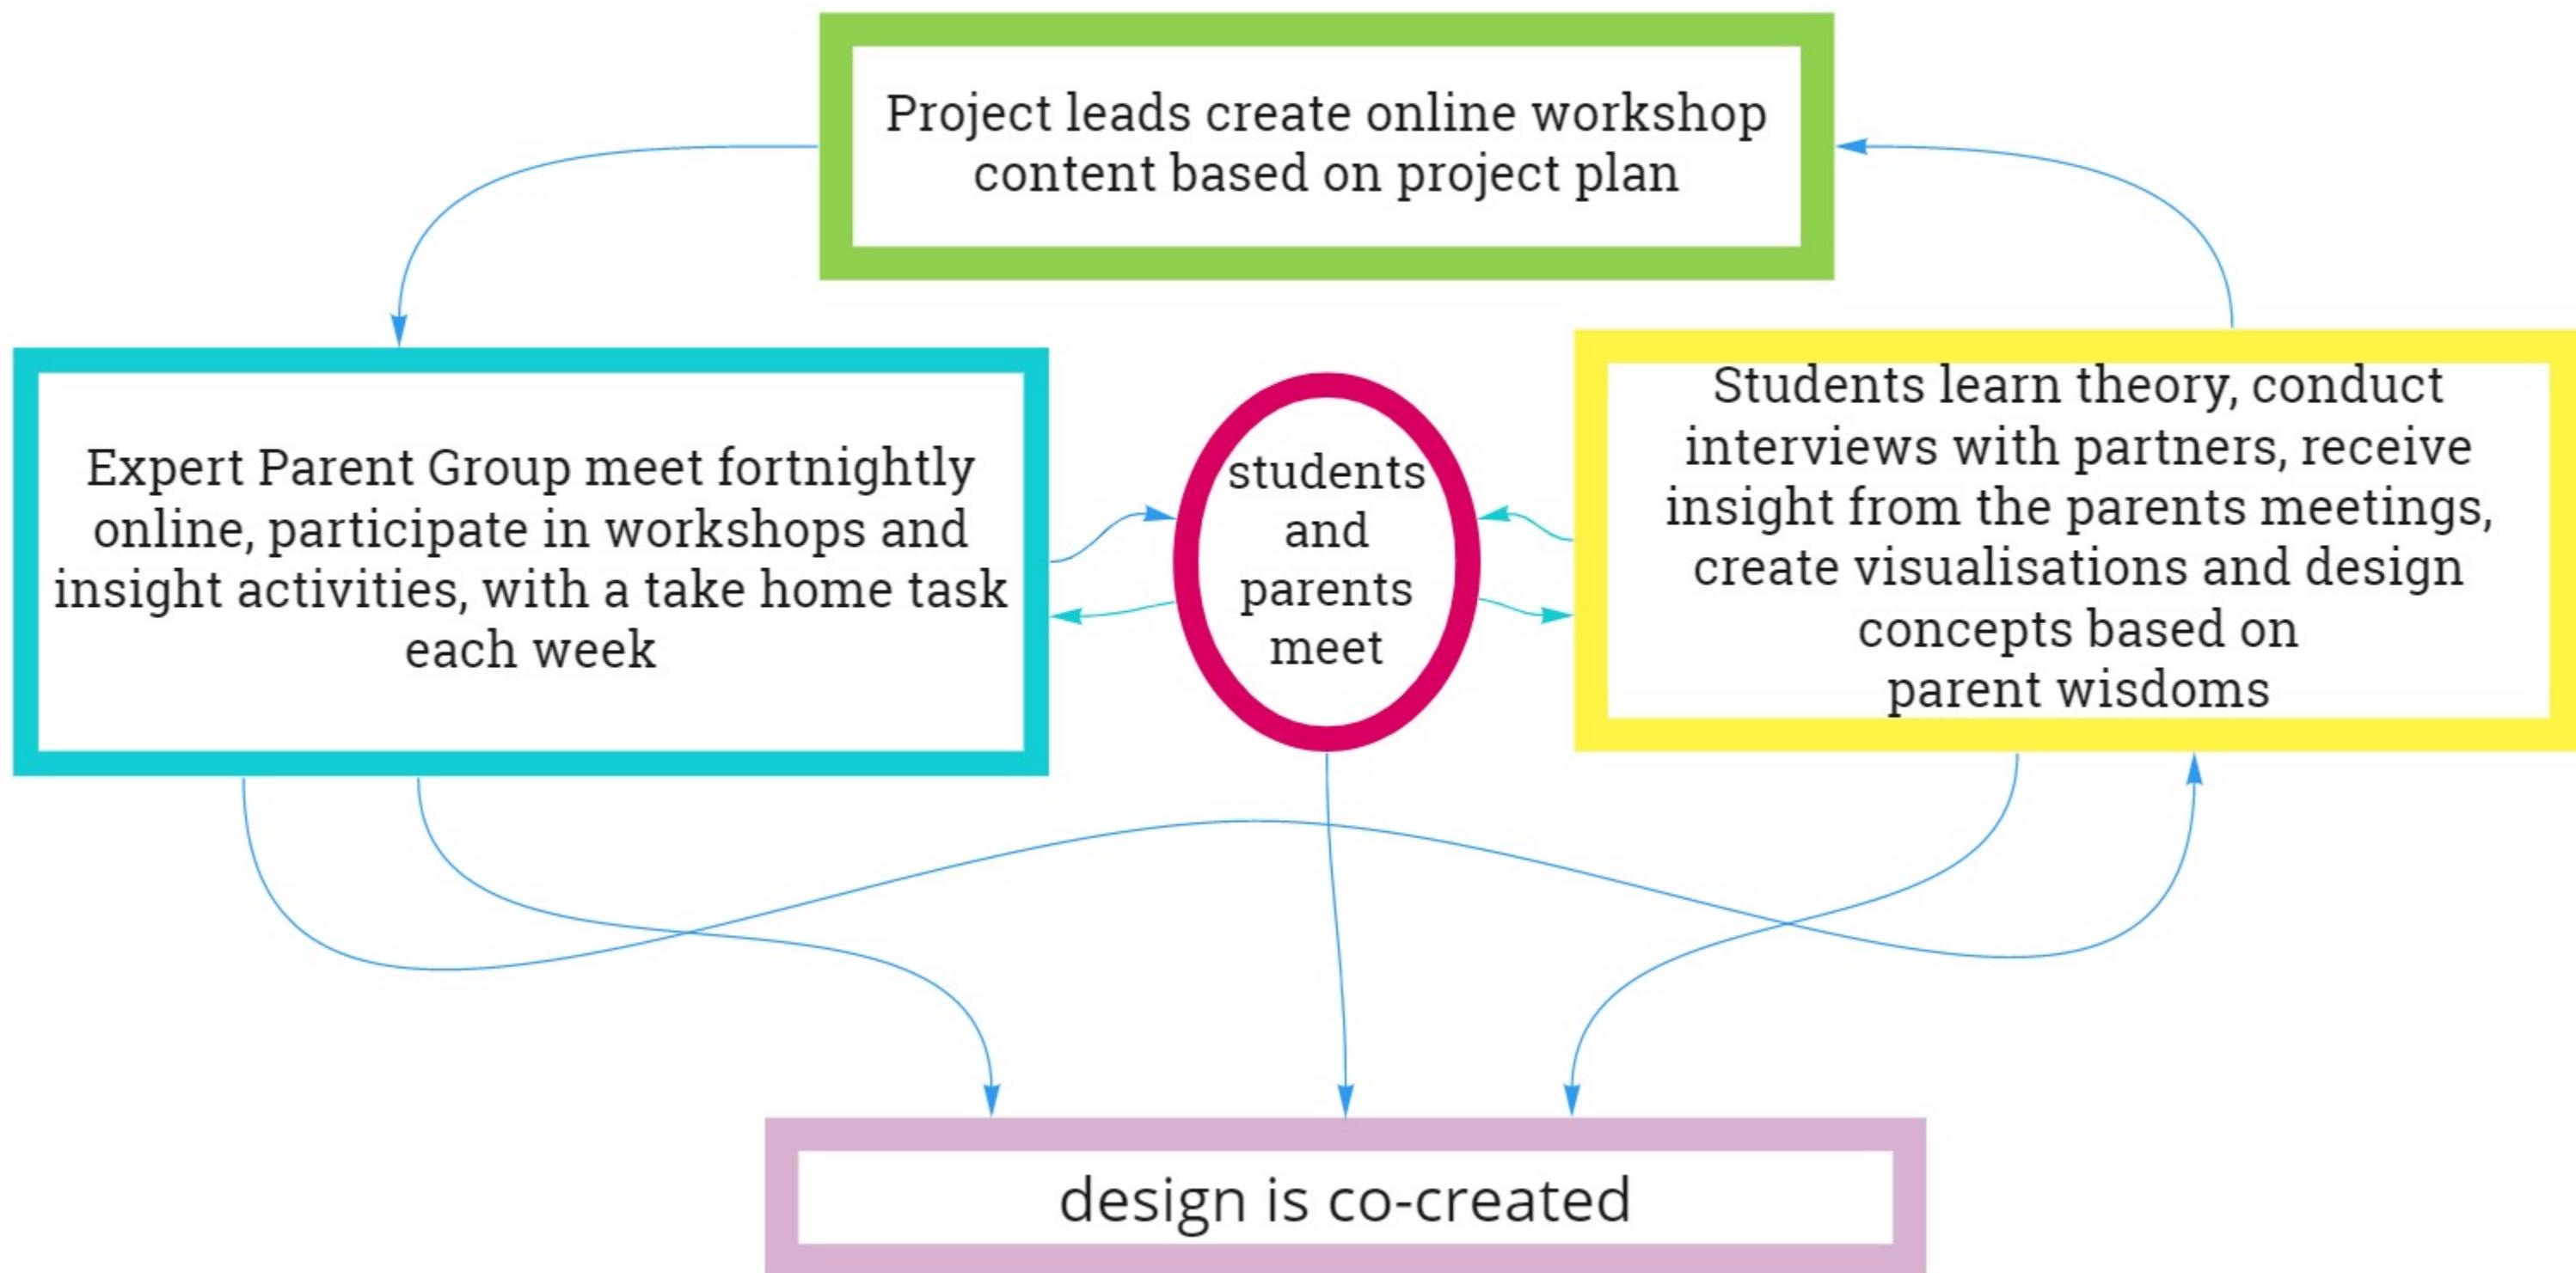 Project leads create online workshop
content based on project plan
Expert Parent Group meet fortnightly
online, participate in workshops and
insight activities, with a take home task
each week
students
and
parents
meet
Students learn theory, conduct
interviews with partners, receive
insight from the parents meetings,
create visualisations and design
concepts based on
parent wisdoms
design is co-created